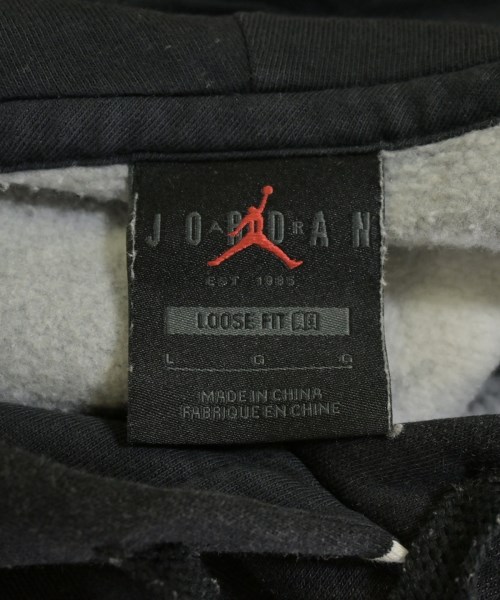 JORDAN
AIR
EST 1985
LOOSE FIT
L G G
MADE IN CHINA
FABRIQUE EN CHINE